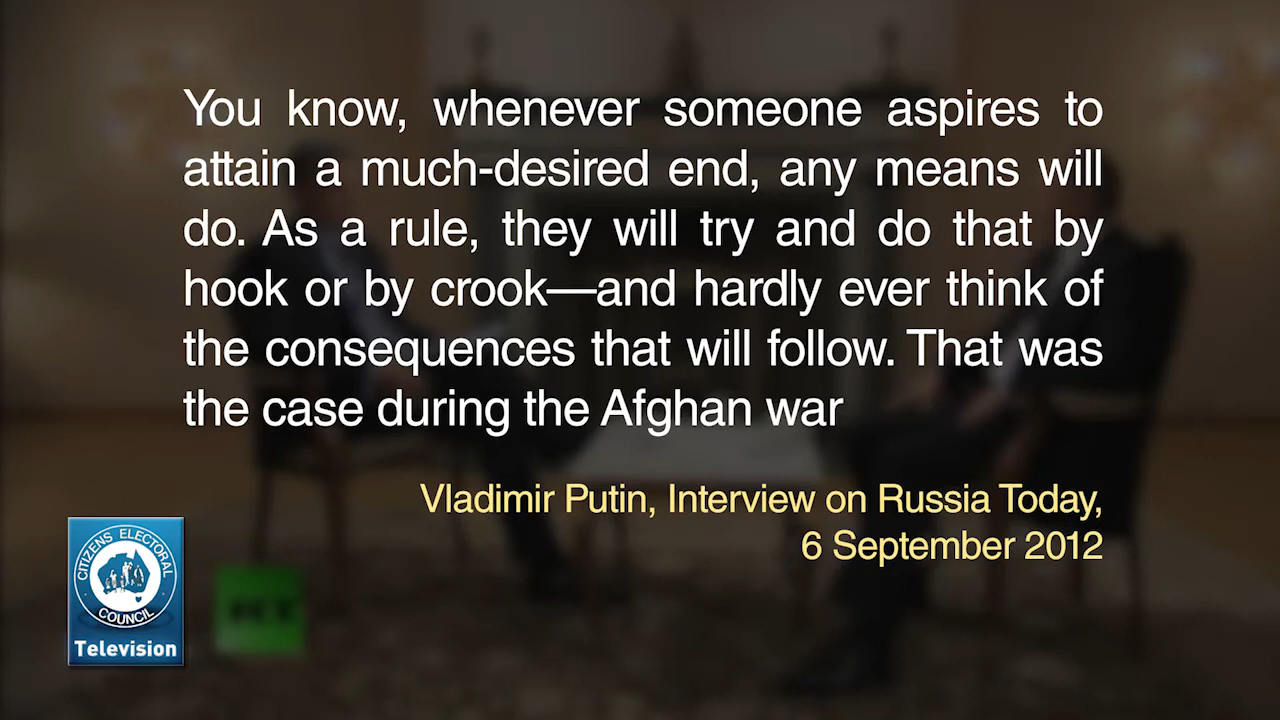 You know, whenever someone aspires to
attain a much-desired end, any means will
do. As a rule, they will try and do that by
hook or by crook—and hardly ever think of
the consequences that will follow. That was
the case during the Afghan war
Vladimir Putin, Interview on Russia Today,
6 September 2012
CITIZENS ELECTORAL
COUNCIL
Television
RT